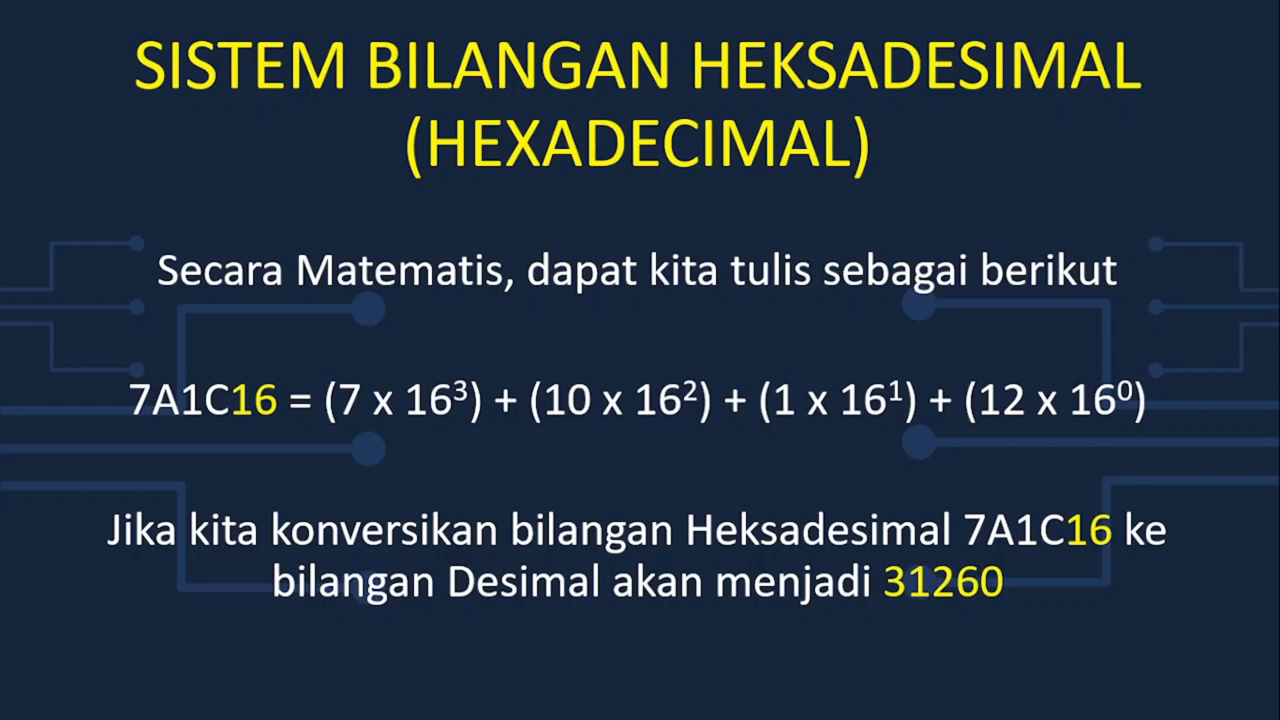 SISTEM BILANGAN HEKSADESIMAL
(HEXADECIMAL)
Secara Matematis, dapat kita tulis sebagai berikut
7A1C16 = (7 x 16³) + (10 x 16²) + (1 x 16¹) + (12 x 16⁰)
Jika kita konversikan bilangan Heksadesimal 7A1C16 ke
bilangan Desimal akan menjadi 31260